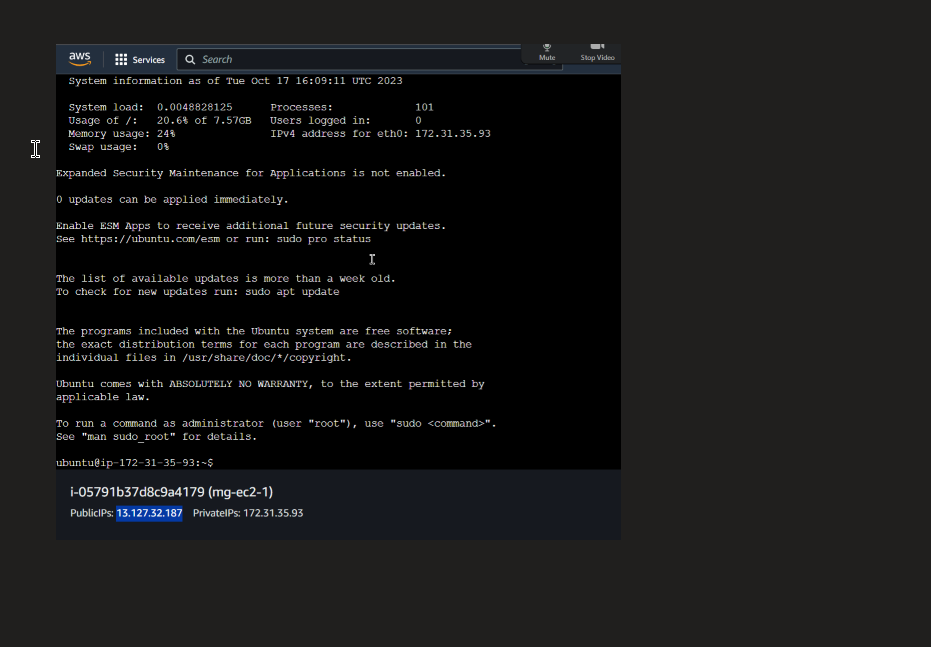 aws Services Search Mute Stop Video
System information as of Tue Oct 17 16:09:11 UTC 2023
System load: 0.0048828125 Processes: 101
Usage of /: 20.6% of 7.57GB Users logged in: 0
Memory usage: 24% IPv4 address for eth0: 172.31.35.93
Swap usage: 0%
Expanded Security Maintenance for Applications is not enabled.
0 updates can be applied immediately.
Enable ESM Apps to receive additional future security updates.
See https://ubuntu.com/esm or run: sudo pro status
The list of available updates is more than a week old.
To check for new updates run: sudo apt update
The programs included with the Ubuntu system are free software;
the exact distribution terms for each program are described in the
individual files in /usr/share/doc/*/copyright.
Ubuntu comes with ABSOLUTELY NO WARRANTY, to the extent permitted by
applicable law.
To run a command as administrator (user "root"), use "sudo <command>".
See "man sudo_root" for details.
ubuntu@ip-172-31-35-93:~$
i-05791b37d8c9a4179 (mg-ec2-1)
PublicIPs: 13.127.32.187 PrivateIPs: 172.31.35.93